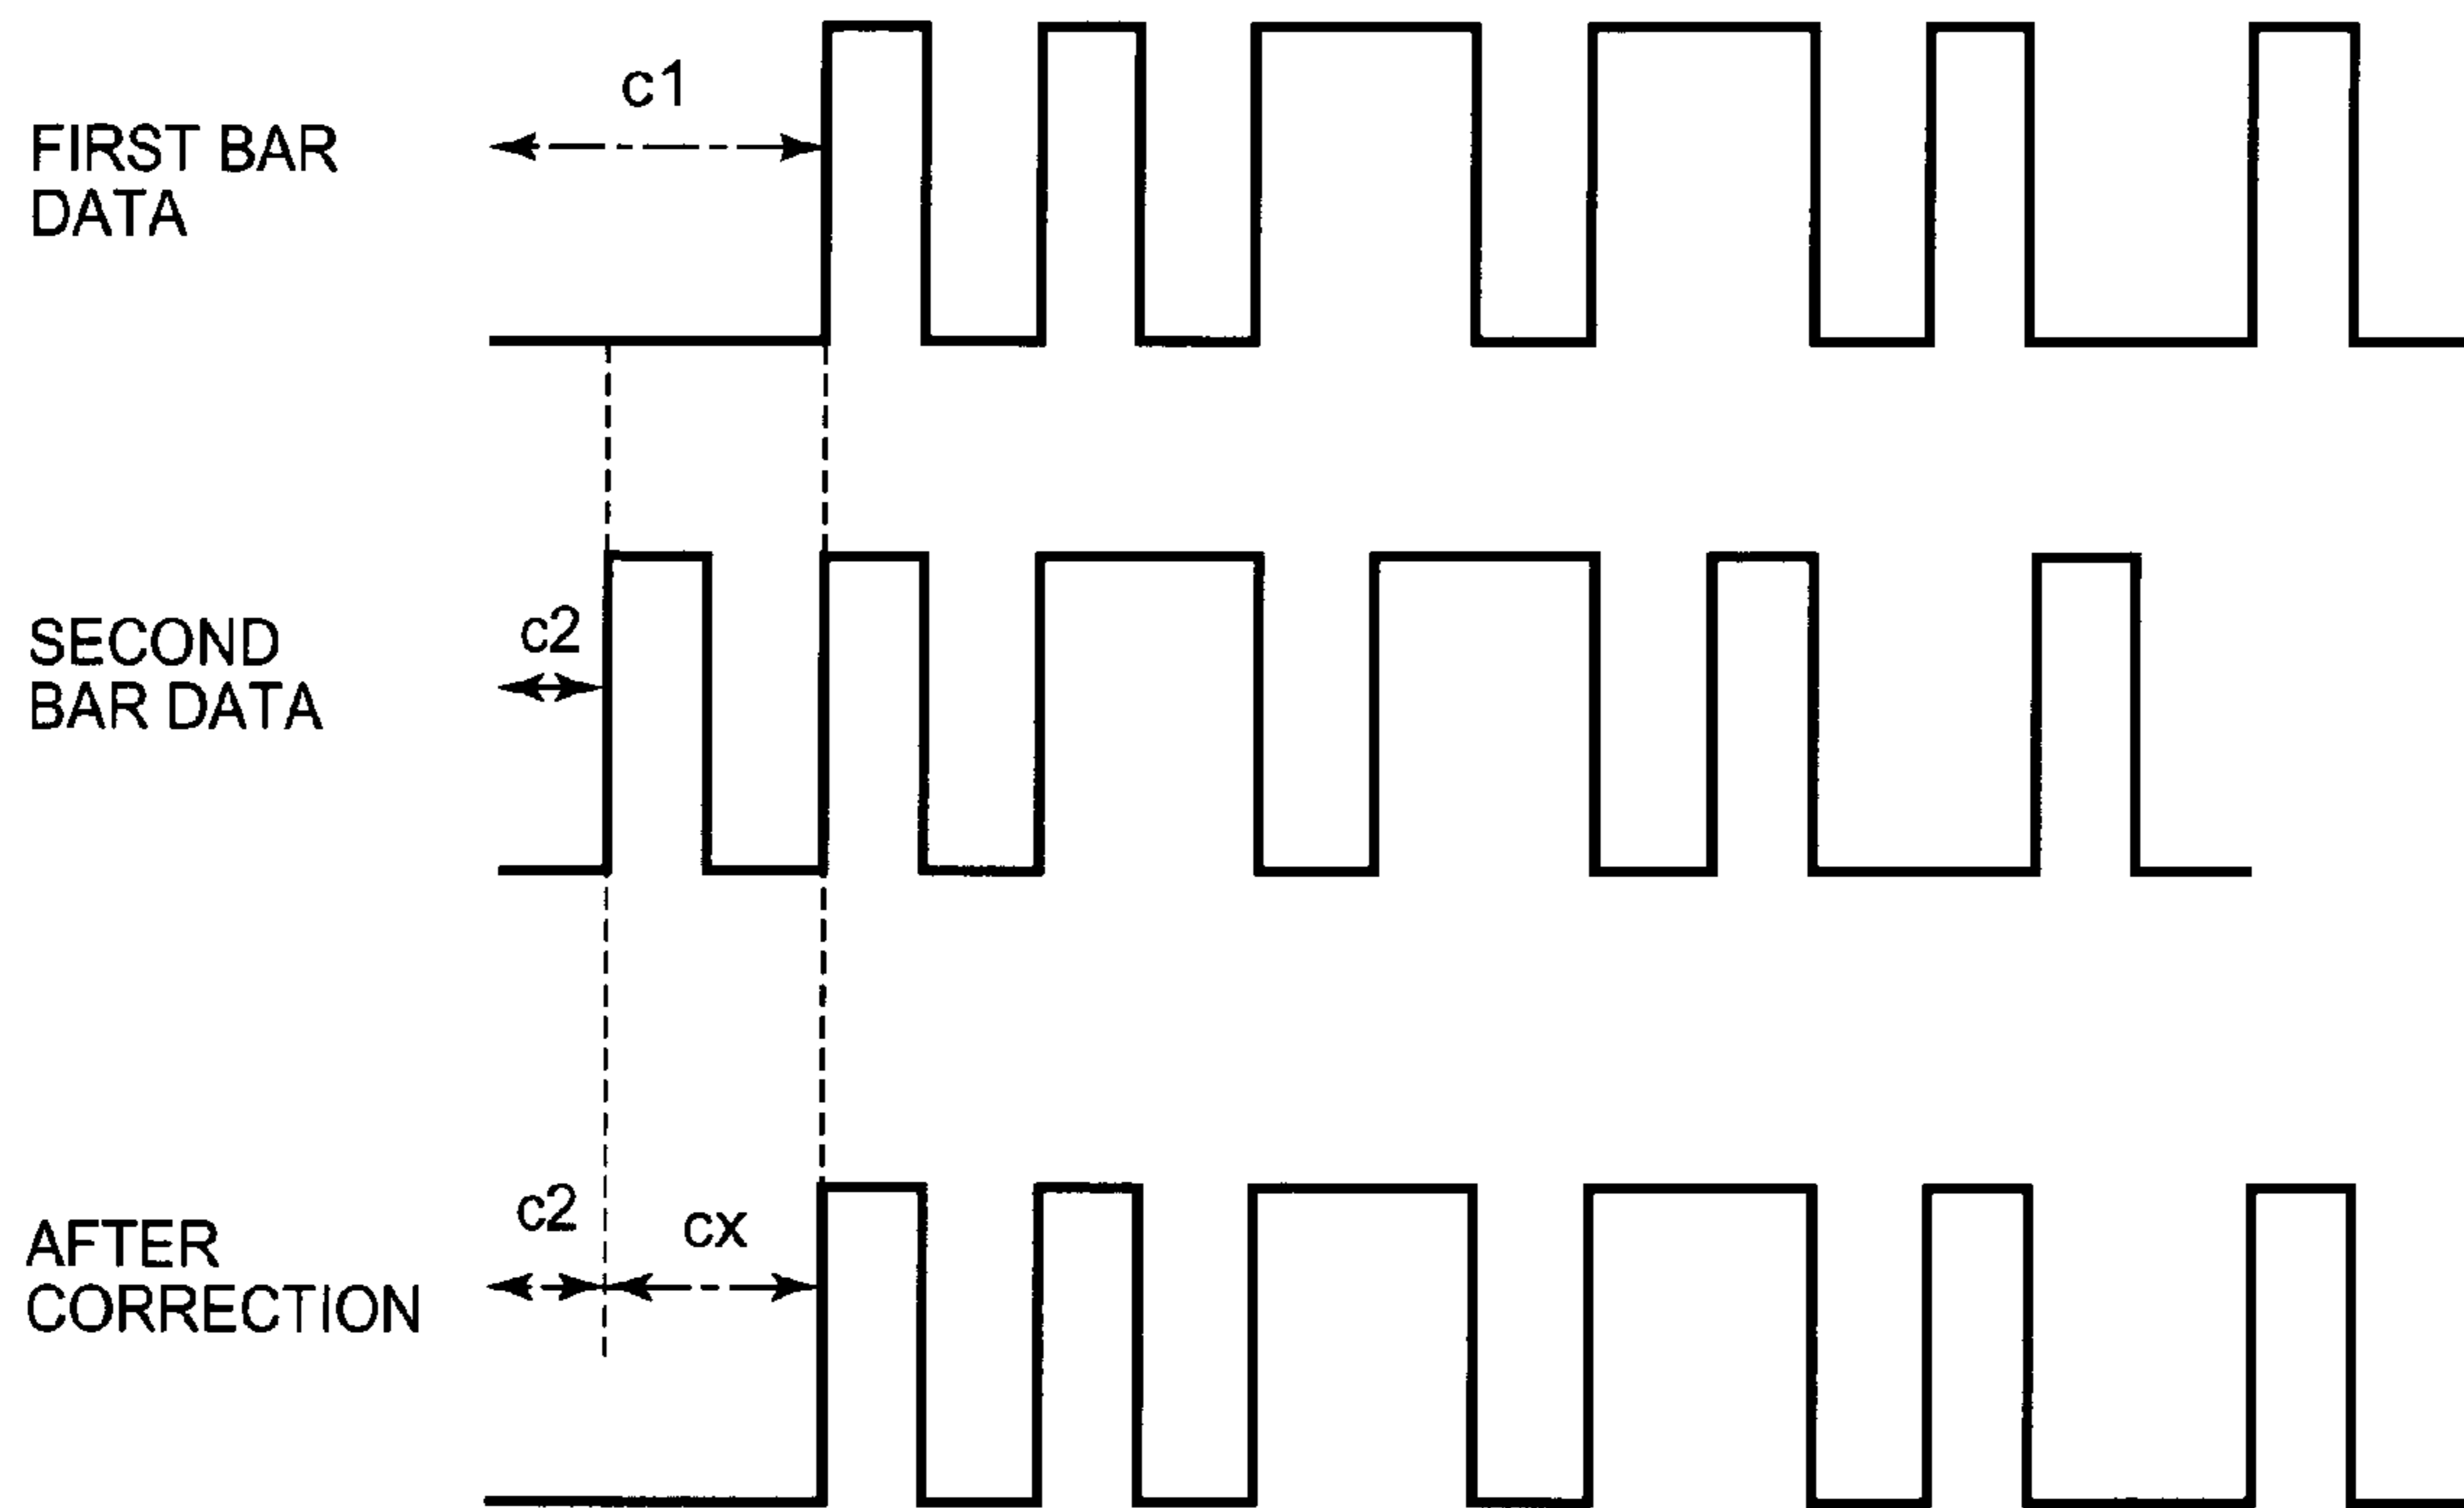 c1
FIRST BAR
DATA
c2
SECOND
BAR DATA
c2
cx
AFTER
CORRECTION